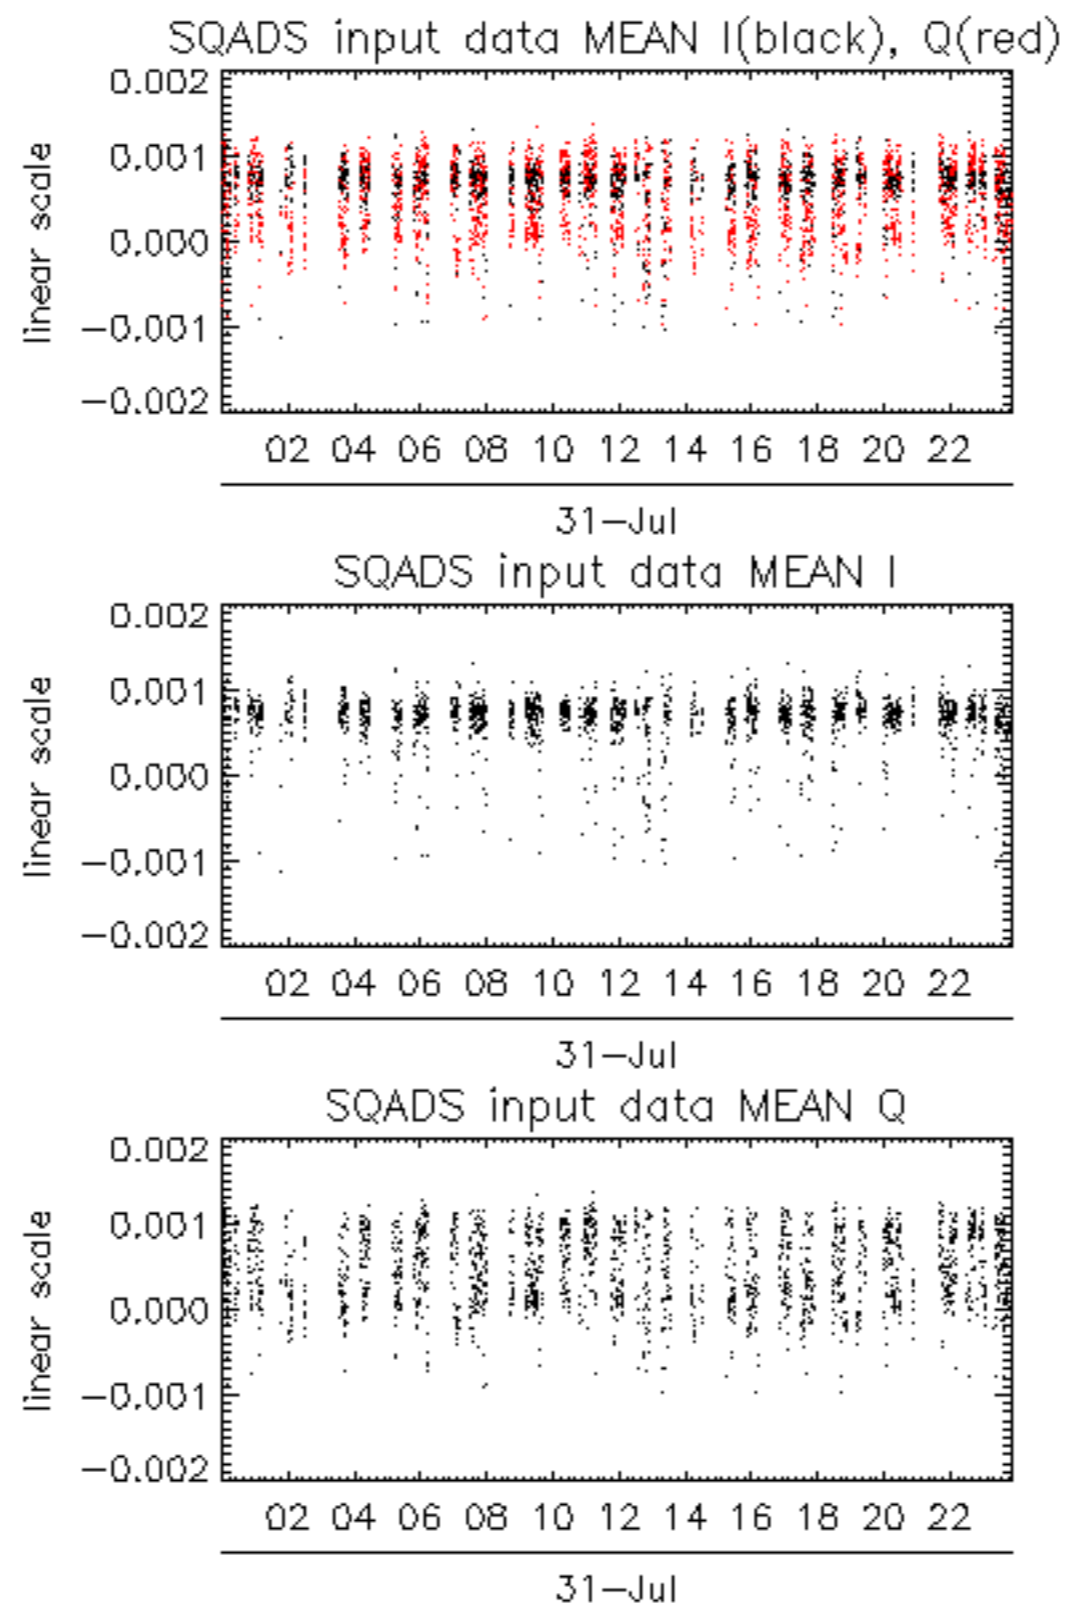 SQADS input data MEAN I(black), Q(red)
0.002
0.001
0.000
−0.001
−0.002
linear scale
02 04 06 08 10 12 14 16 18 20 22
31−Jul
SQADS input data MEAN I
0.002
0.001
0.000
−0.001
−0.002
linear scale
02 04 06 08 10 12 14 16 18 20 22
31−Jul
SQADS input data MEAN Q
0.002
0.001
0.000
−0.001
−0.002
linear scale
02 04 06 08 10 12 14 16 18 20 22
31−Jul